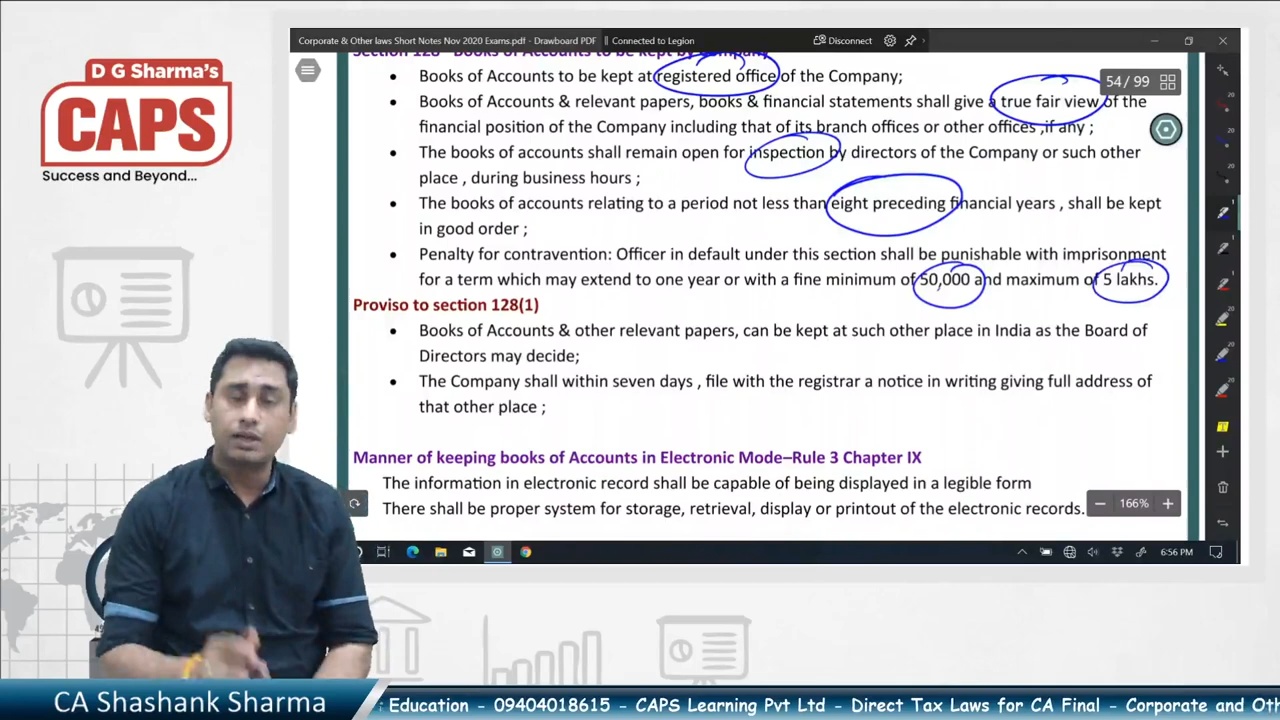 D G Sharma's
CAPS
Success and Beyond...
Corporate & Other laws Short Notes Nov 2020 Exams.pdf - Drawboard PDF
Connected to Legion
Disconnect
54 / 99
Books of Accounts to be kept at registered office of the Company;
Books of Accounts & relevant papers, books & financial statements shall give a true fair view of the
financial position of the Company including that of its branch offices or other offices ,if any ;
The books of accounts shall remain open for inspection by directors of the Company or such other
place , during business hours ;
The books of accounts relating to a period not less than eight preceding financial years , shall be kept
in good order ;
Penalty for contravention: Officer in default under this section shall be punishable with imprisonment
for a term which may extend to one year or with a fine minimum of 50,000 and maximum of 5 lakhs.
Proviso to section 128(1)
Books of Accounts & other relevant papers, can be kept at such other place in India as the Board of
Directors may decide;
The Company shall within seven days , file with the registrar a notice in writing giving full address of
that other place ;
Manner of keeping books of Accounts in Electronic Mode–Rule 3 Chapter IX
The information in electronic record shall be capable of being displayed in a legible form
There shall be proper system for storage, retrieval, display or printout of the electronic records.
166%
6:56 PM
CA Shashank Sharma
Education - 09404018615 - CAPS Learning Pvt Ltd - Direct Tax Laws for CA Final - Corporate and Oth